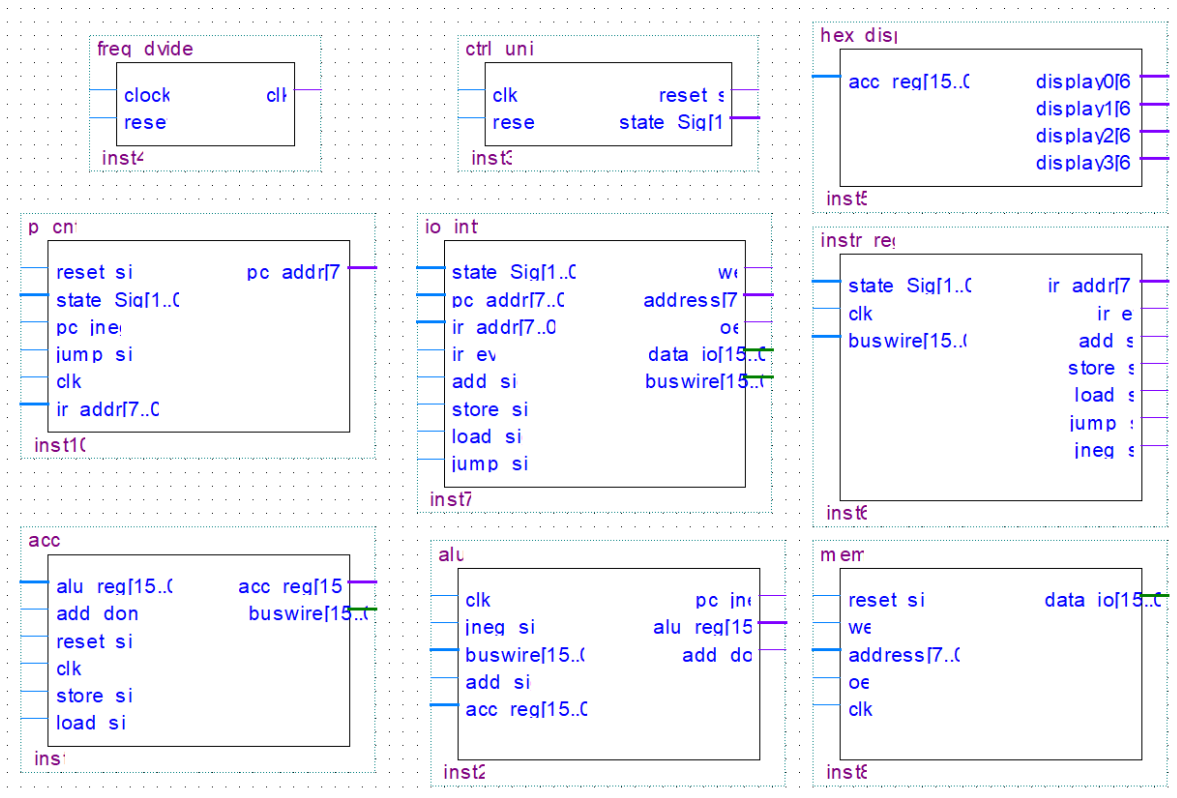 freq dvide
clock clk
rese
inst4
ctrl uni
clk reset s
rese state Sig[1
inst3
hex disp
acc reg[15..0 display0[6
display1[6
display2[6
display3[6
inst5
p cnt
reset si pc addr[7
state Sig[1..0
pc jneg
jump si
clk
ir addr[7..0
inst10
io int
state Sig[1..0 we
pc addr[7..0 address[7
ir addr[7..0 oe
ir ev data io[15..0
add si buswire[15..0
store si
load si
jump si
inst7
instr reg
state Sig[1..0 ir addr[7
clk ir e
buswire[15..0 add s
store s
load s
jump s
jneg s
inst6
acc
alu reg[15..0 acc reg[15
add don buswire[15..0
reset si
clk
store si
load si
inst
alu
clk pc jne
jneg si alu reg[15
buswire[15..0 add do
add si
acc reg[15..0
inst2
mem
reset si data io[15..0
we
address[7..0
oe
clk
inst8